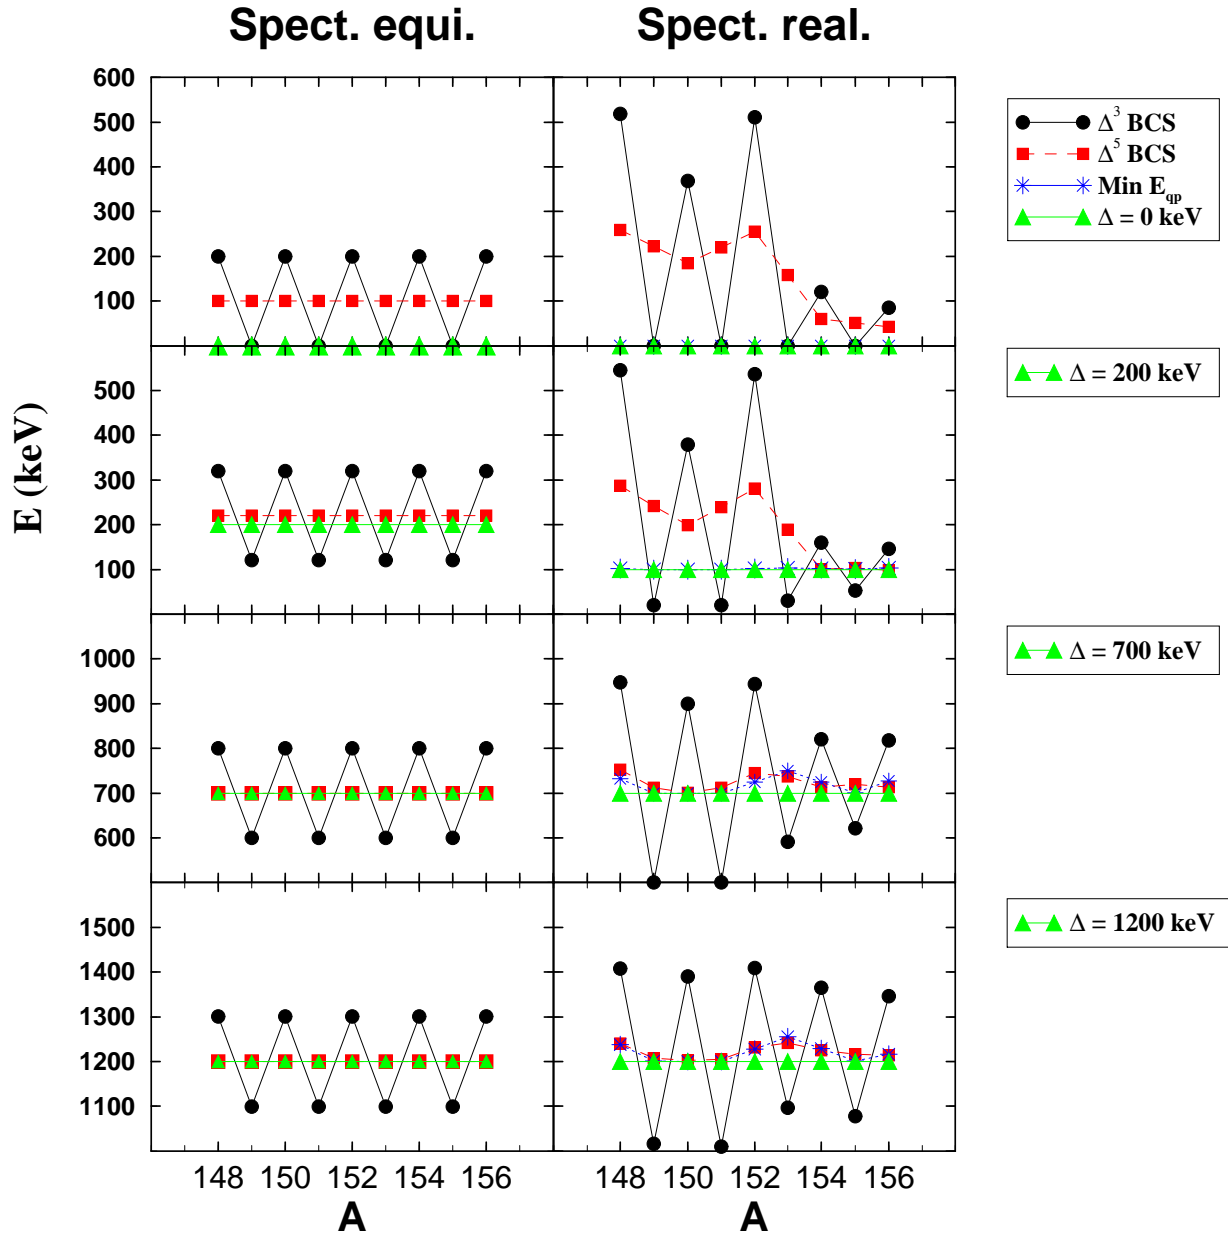 Spect. equi.
Spect. real.
E (keV)
600
500
400
300
200
100
500
400
300
200
100
1000
900
800
700
600
1500
1400
1300
1200
1100
148 150 152 154 156
148 150 152 154 156
A
A
Δ³ BCS
Δ⁵ BCS
Min E_qp
Δ = 0 keV
Δ = 200 keV
Δ = 700 keV
Δ = 1200 keV